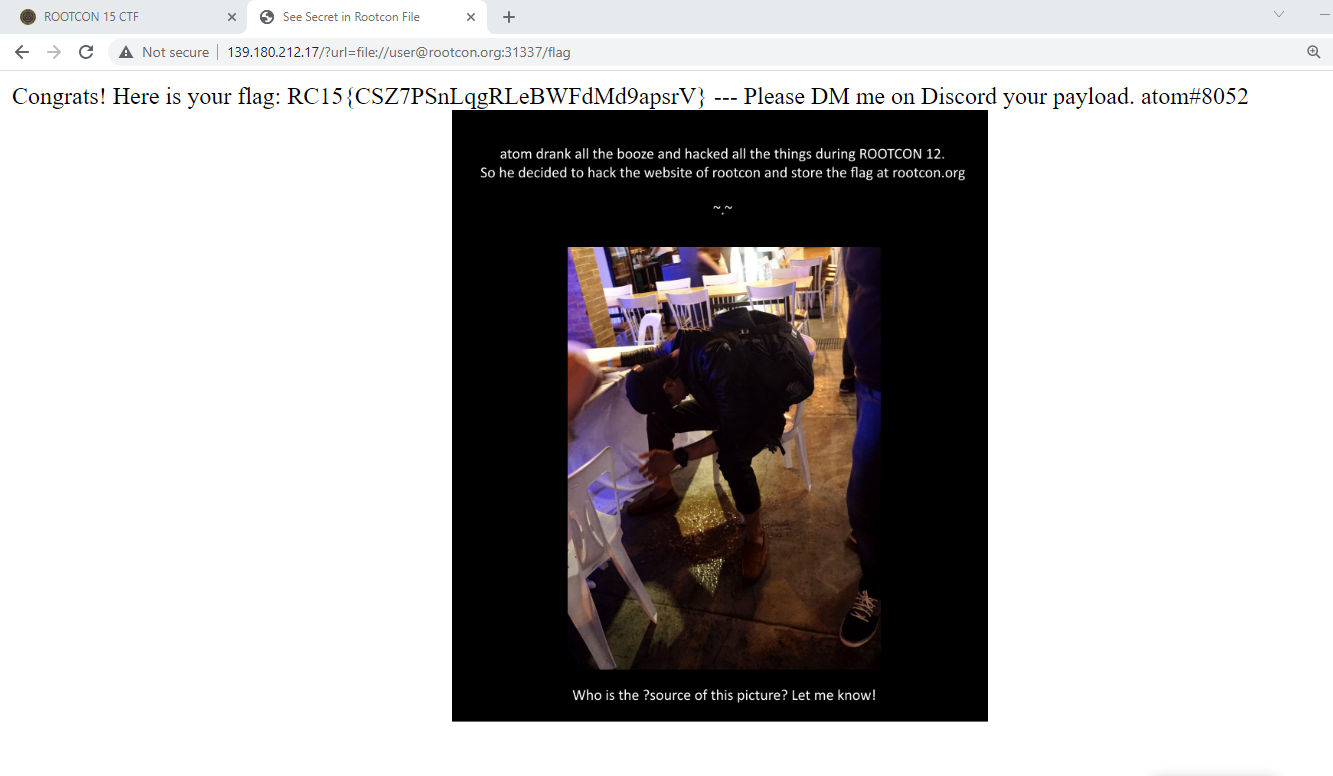 ROOTCON 15 CTF
See Secret in Rootcon File
Not secure
139.180.212.17/?url=file://user@rootcon.org:31337/flag
Congrats! Here is your flag: RC15{CSZ7PSnLqgRLeBWFdMd9apsrV} --- Please DM me on Discord your payload. atom#8052
atom drank all the booze and hacked all the things during ROOTCON 12.
So he decided to hack the website of rootcon and store the flag at rootcon.org
~.~
Who is the ?source of this picture? Let me know!